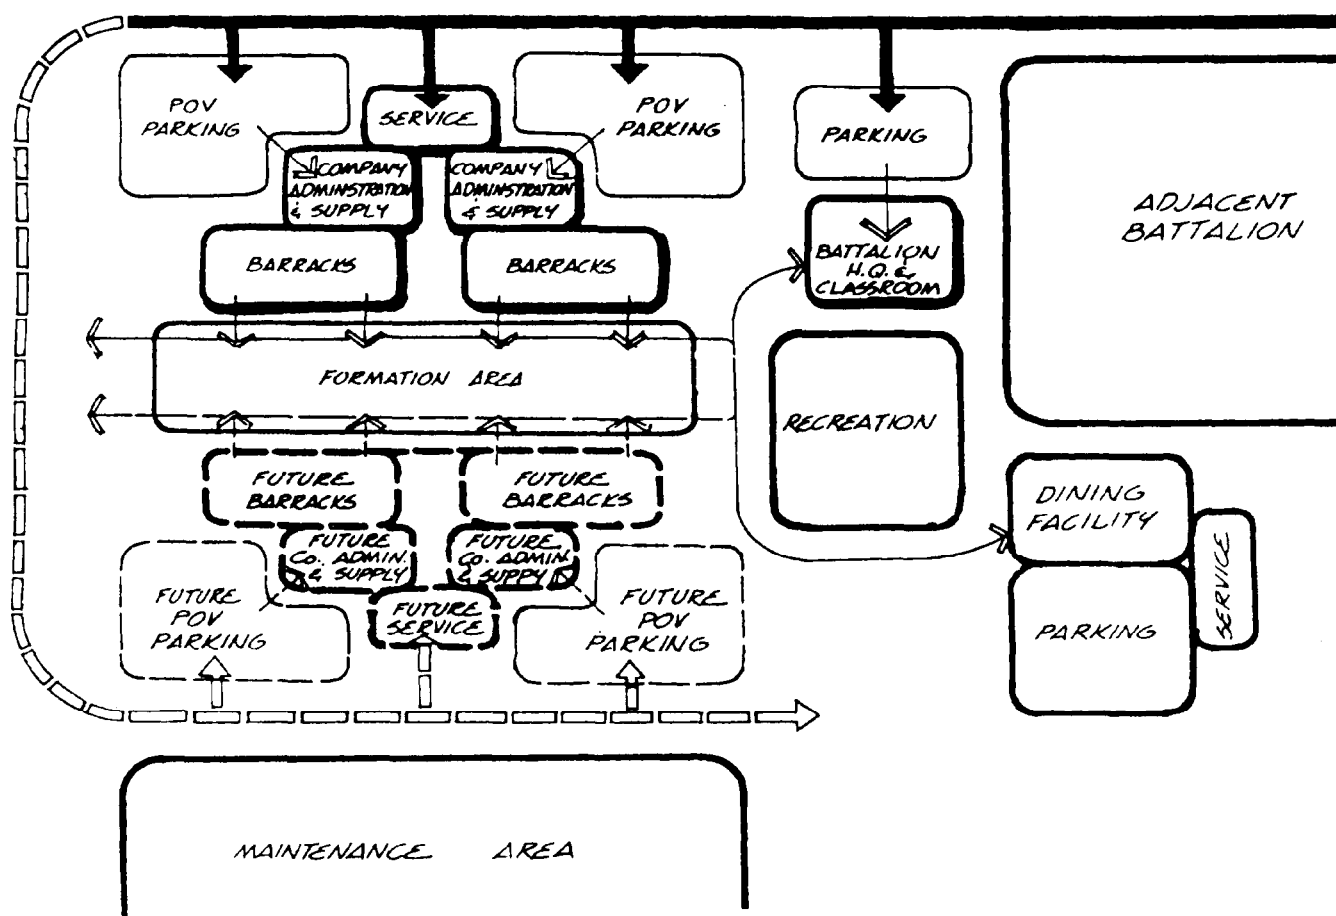 POV
PARKING
SERVICE
POV
PARKING
PARKING
COMPANY
ADMINSTRATION
& SUPPLY
COMPANY
ADMINSTRATION
& SUPPLY
ADJACENT
BATTALION
BARRACKS
BARRACKS
BATTALION
H.Q. &
CLASSROOM
FORMATION AREA
RECREATION
FUTURE
BARRACKS
FUTURE
BARRACKS
DINING
FACILITY
FUTURE
CO. ADMIN.
& SUPPLY
FUTURE
CO. ADMIN.
& SUPPY
SERVICE
FUTURE
POV
PARKING
FUTURE
SERVICE
FUTURE
POV
PARKING
PARKING
MAINTENANCE AREA